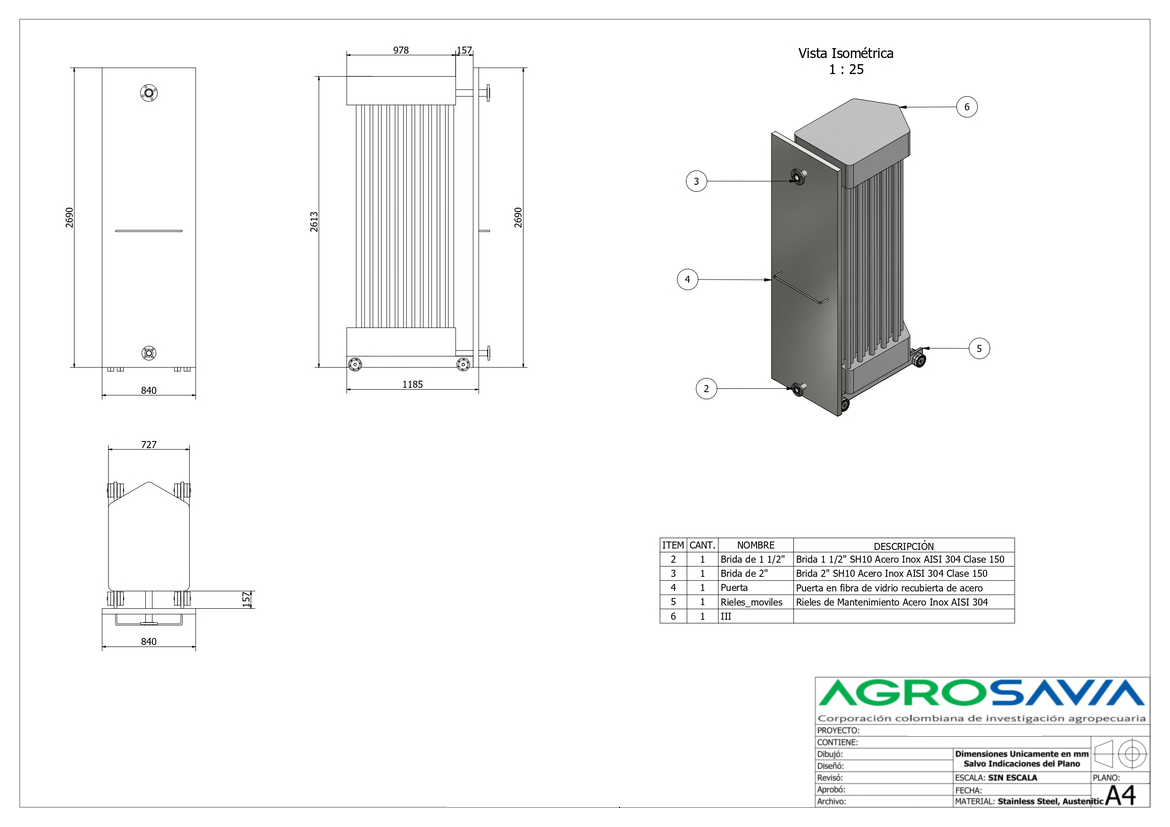 978
157
Vista Isométrica
1 : 25
6
3
2690
2613
2690
4
5
2
840
1185
727
157
840
ITEM CANT. NOMBRE DESCRIPCIÓN
2 1 Brida de 1 1/2" Brida 1 1/2" SH10 Acero Inox AISI 304 Clase 150
3 1 Brida de 2" Brida 2" SH10 Acero Inox AISI 304 Clase 150
4 1 Puerta Puerta en fibra de vidrio recubierta de acero
5 1 Rieles_moviles Rieles de Mantenimiento Acero Inox AISI 304
6 1 III
AGROSAVIA
Corporación colombiana de investigación agropecuaria
PROYECTO:
CONTIENE:
Dibujó:
Dimensiones Unicamente en mm
Salvo Indicaciones del Plano
Diseñó:
Revisó:
ESCALA: SIN ESCALA
PLANO:
Aprobó:
FECHA:
A4
Archivo:
MATERIAL: Stainless Steel, Austenitic